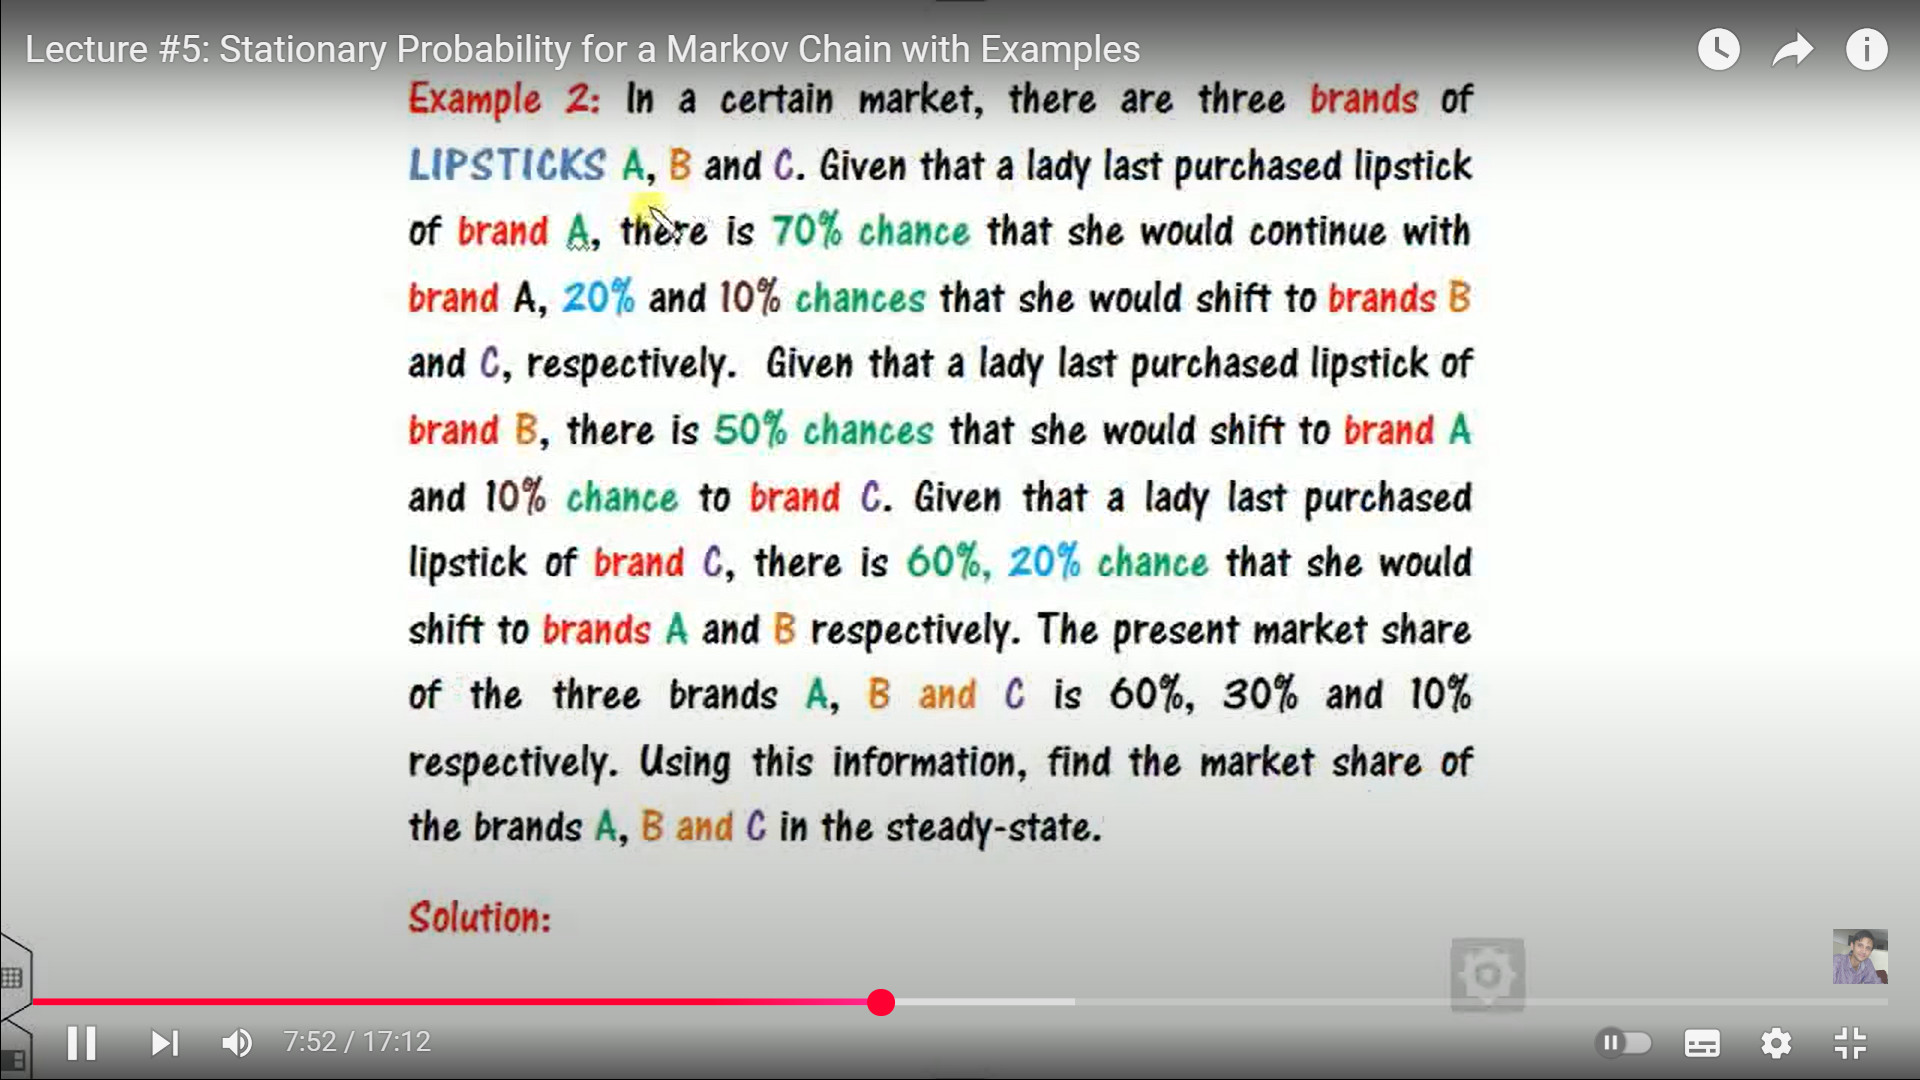 Lecture #5: Stationary Probability for a Markov Chain with Examples
Example 2: In a certain market, there are three brands of
LIPSTICKS A, B and C. Given that a lady last purchased lipstick
of brand A, there is 70% chance that she would continue with
brand A, 20% and 10% chances that she would shift to brands B
and C, respectively. Given that a lady last purchased lipstick of
brand B, there is 50% chances that she would shift to brand A
and 10% chance to brand C. Given that a lady last purchased
lipstick of brand C, there is 60%, 20% chance that she would
shift to brands A and B respectively. The present market share
of the three brands A, B and C is 60%, 30% and 10%
respectively. Using this information, find the market share of
the brands A, B and C in the steady-state.
Solution:
7:52 / 17:12